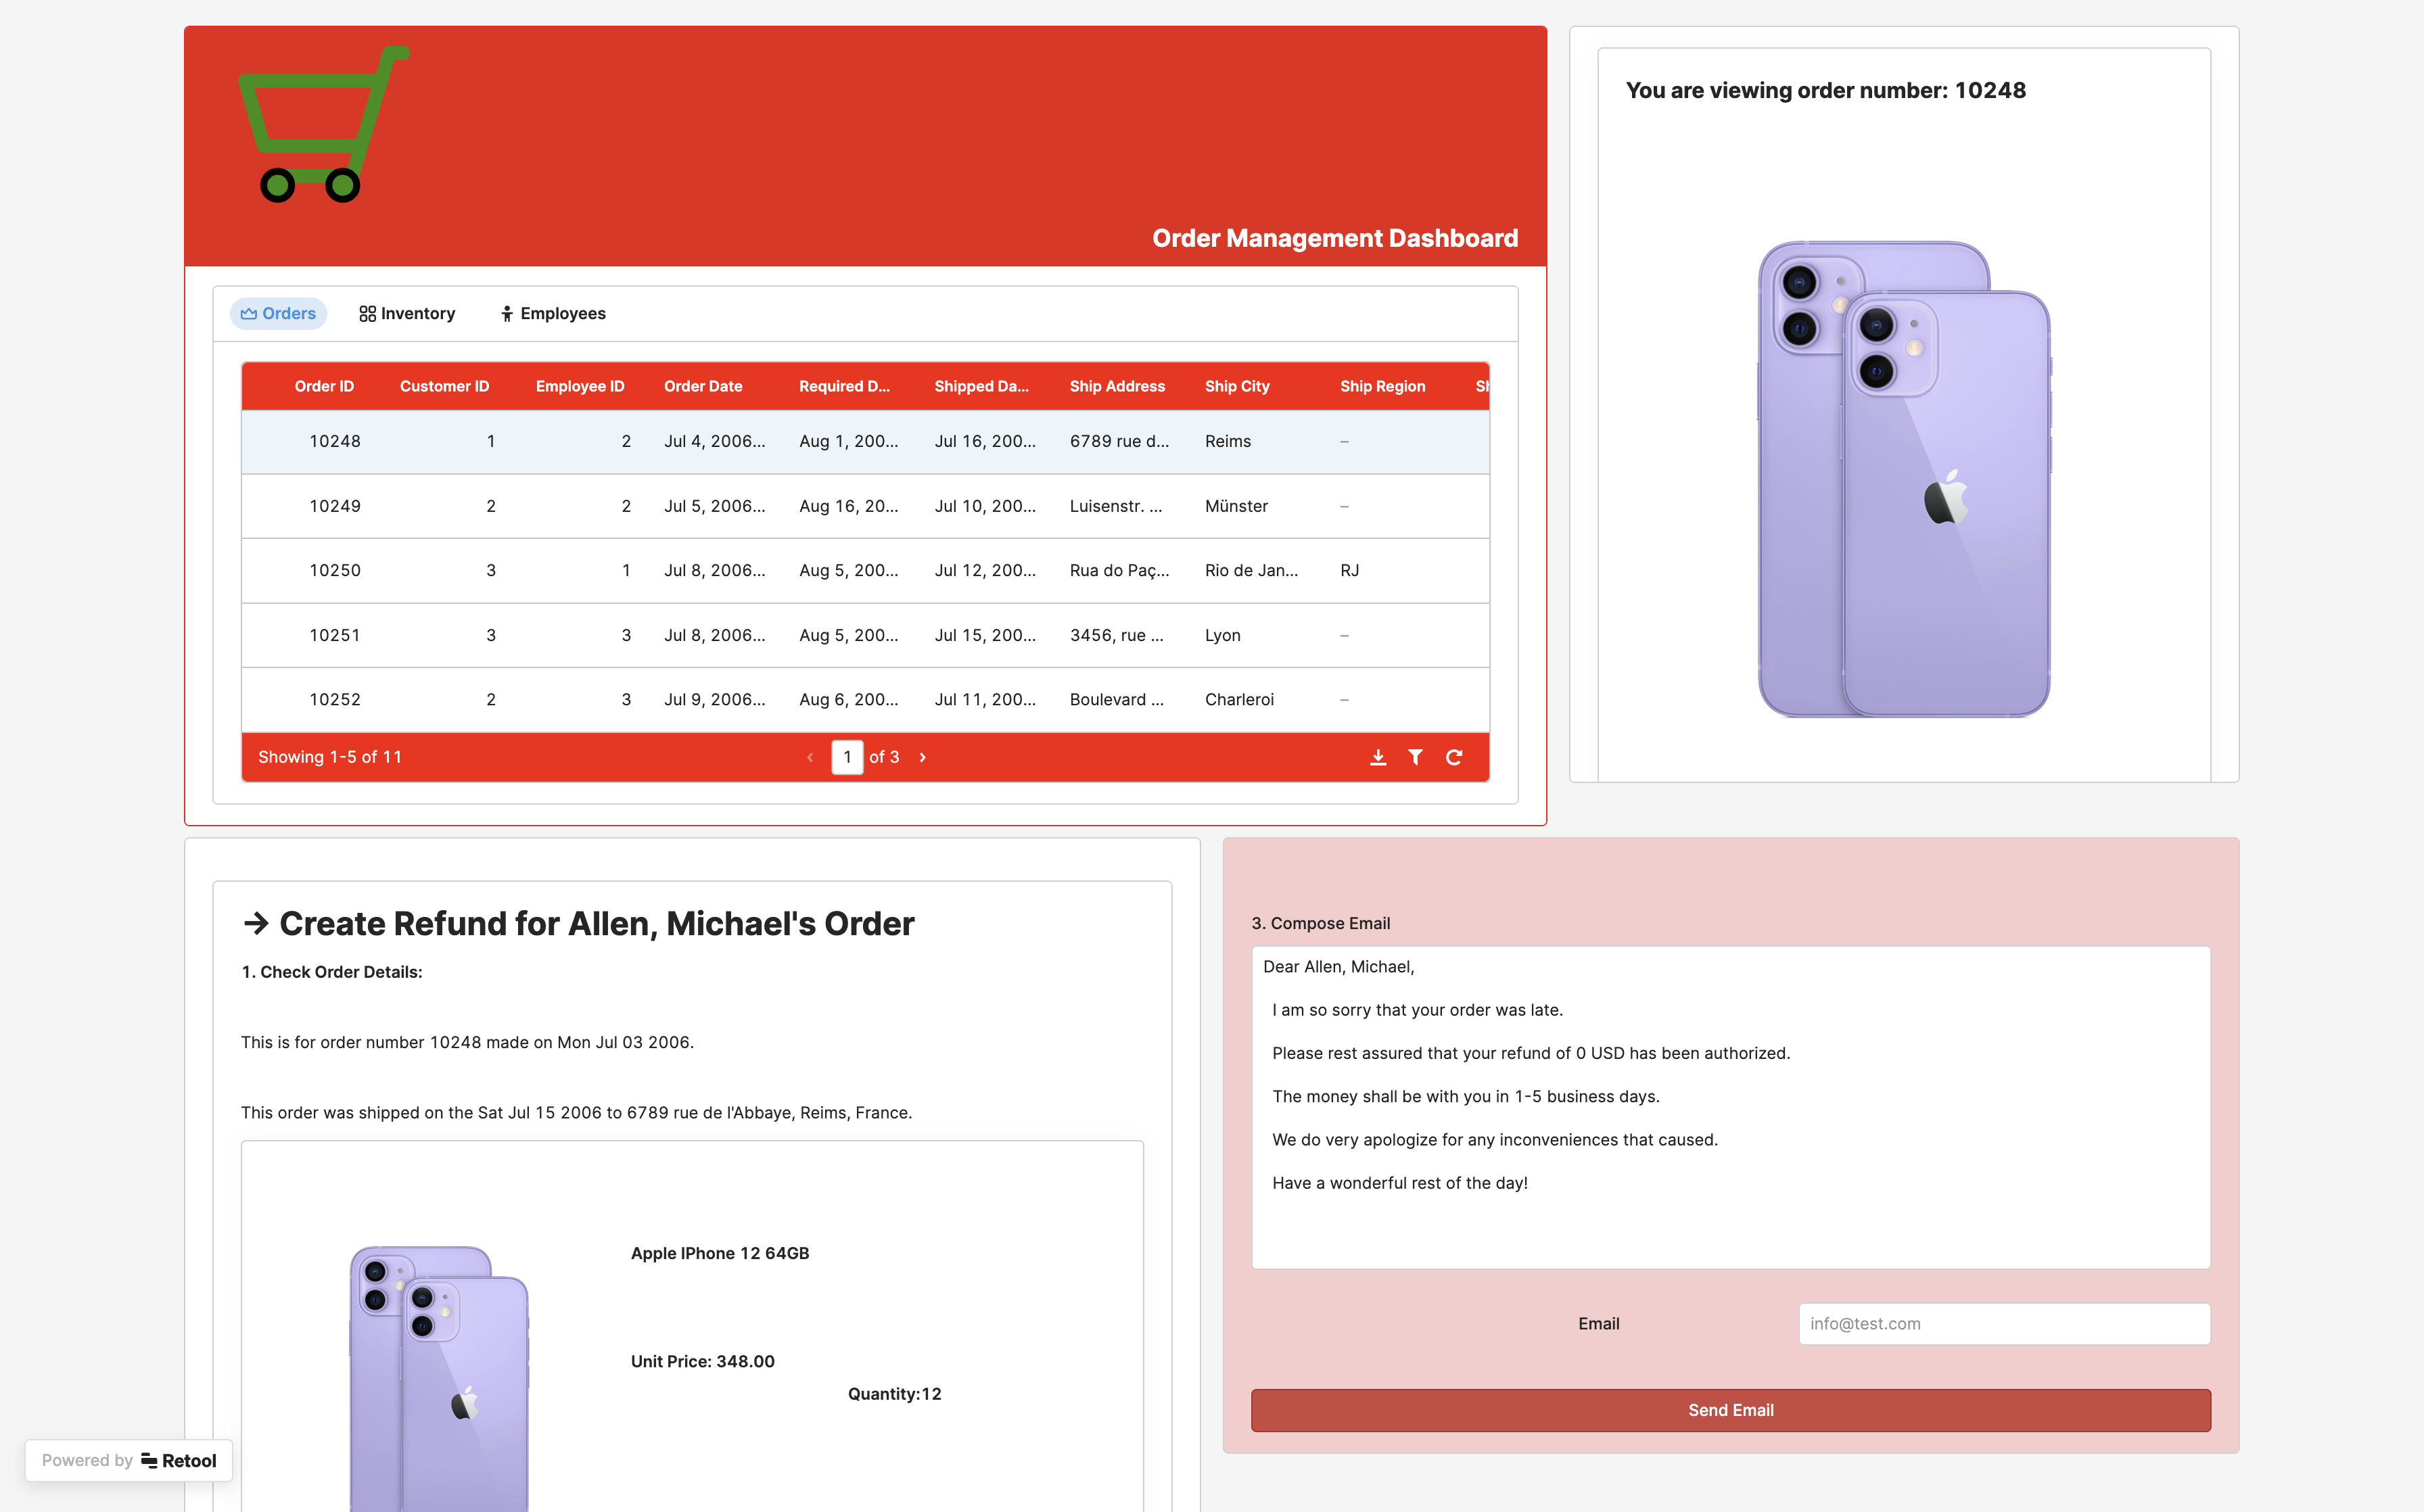 Order Management Dashboard
Orders Inventory Employees
Order ID Customer ID Employee ID Order Date Required D... Shipped Da... Ship Address Ship City Ship Region
10248 1 2 Jul 4, 2006... Aug 1, 200... Jul 16, 200... 6789 rue d... Reims –
10249 2 2 Jul 5, 2006... Aug 16, 20... Jul 10, 200... Luisenstr. ... Münster –
10250 3 1 Jul 8, 2006... Aug 5, 200... Jul 12, 200... Rua do Paç... Rio de Jan... RJ
10251 3 3 Jul 8, 2006... Aug 5, 200... Jul 15, 200... 3456, rue ... Lyon –
10252 2 3 Jul 9, 2006... Aug 6, 200... Jul 11, 200... Boulevard ... Charleroi –
Showing 1-5 of 11 1 of 3
You are viewing order number: 10248
Create Refund for Allen, Michael's Order
1. Check Order Details:
This is for order number 10248 made on Mon Jul 03 2006.
This order was shipped on the Sat Jul 15 2006 to 6789 rue de l'Abbaye, Reims, France.
Apple IPhone 12 64GB
Unit Price: 348.00
Quantity:12
3. Compose Email
Dear Allen, Michael,
I am so sorry that your order was late.
Please rest assured that your refund of 0 USD has been authorized.
The money shall be with you in 1-5 business days.
We do very apologize for any inconveniences that caused.
Have a wonderful rest of the day!
Email info@test.com
Send Email
Powered by Retool